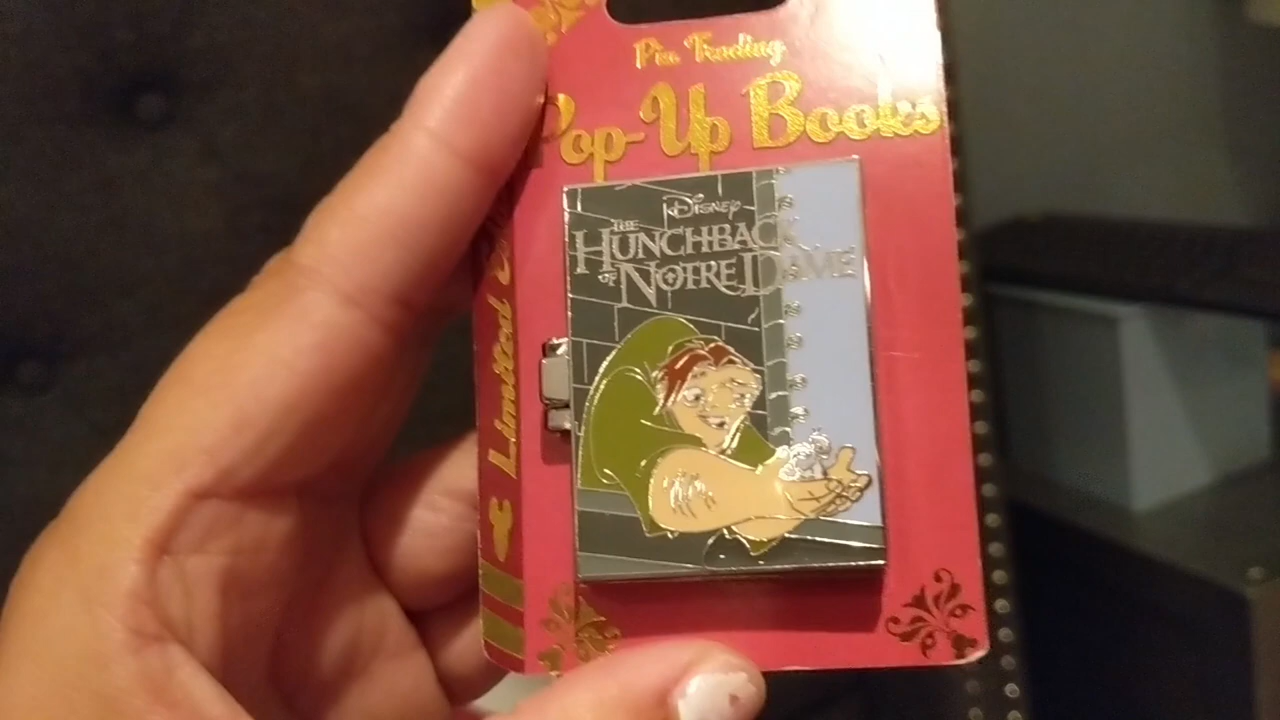 Pin Trading
Pop-Up Books
Disney
THE
HUNCHBACK
OF NOTRE DAME
Limited